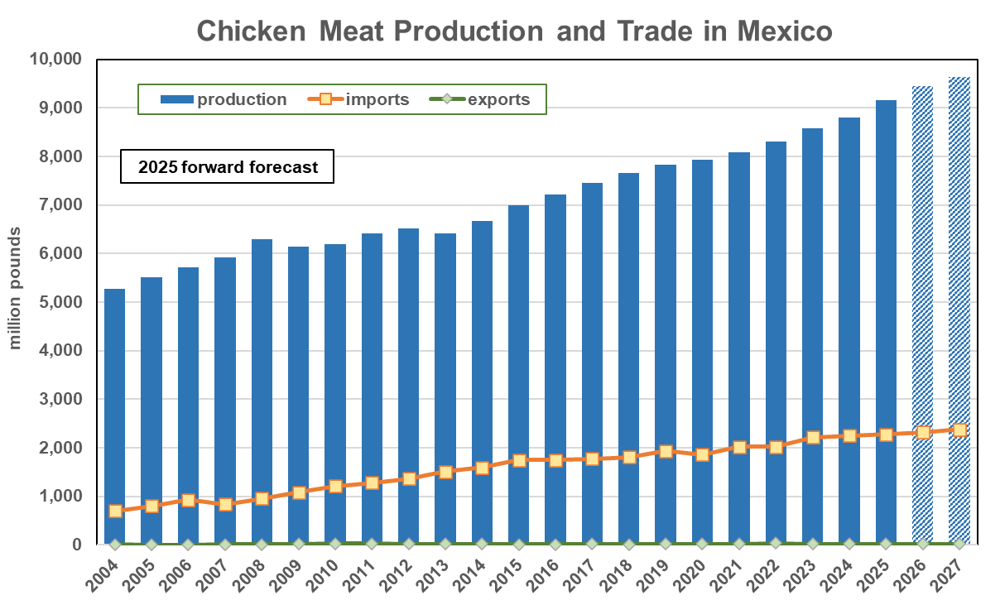 Chicken Meat Production and Trade in Mexico
10,000
9,000
8,000
7,000
6,000
5,000
4,000
3,000
2,000
1,000
0
million pounds
production imports exports
2025 forward forecast
2004 2005 2006 2007 2008 2009 2010 2011 2012 2013 2014 2015 2016 2017 2018 2019 2020 2021 2022 2023 2024 2025 2026 2027